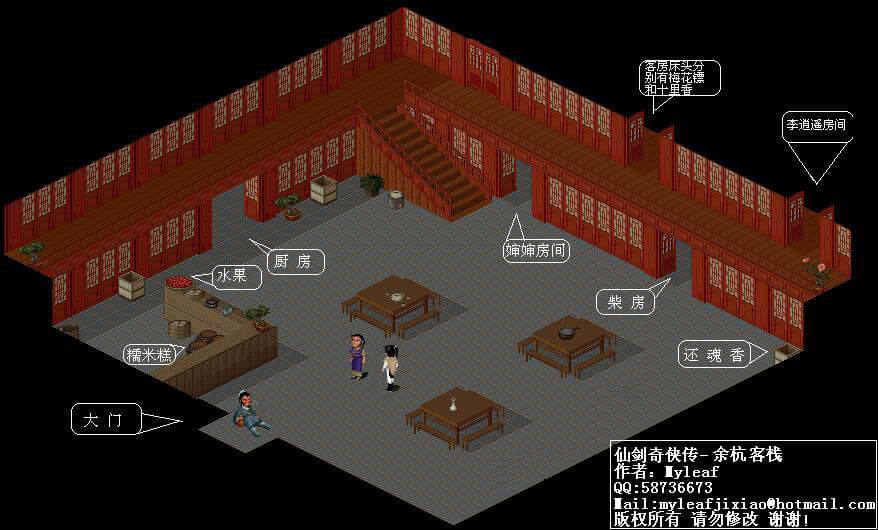 客房床头分
别有梅花镖
和十里香
李逍遥房间
婶婶房间
厨 房
水果
柴 房
糯米糕
还 魂 香
大 门
仙剑奇侠传-余杭客栈
作者：Myleaf
QQ:58736673
Mail:myleafjixiao@hotmail.com
版权所有 请勿修改 谢谢!